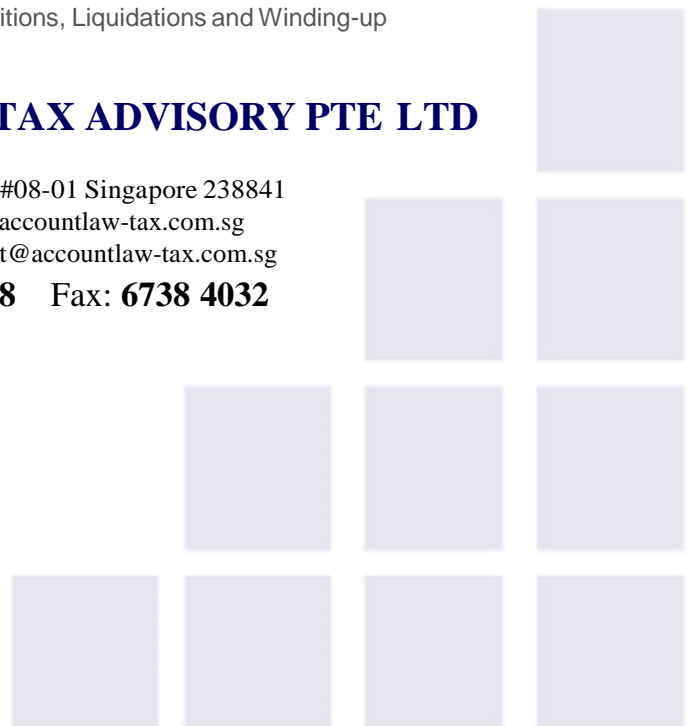 itions, Liquidations and Winding-up
TAX ADVISORY PTE LTD
#08-01 Singapore 238841
accountlaw-tax.com.sg
t@accountlaw-tax.com.sg
8 Fax: 6738 4032